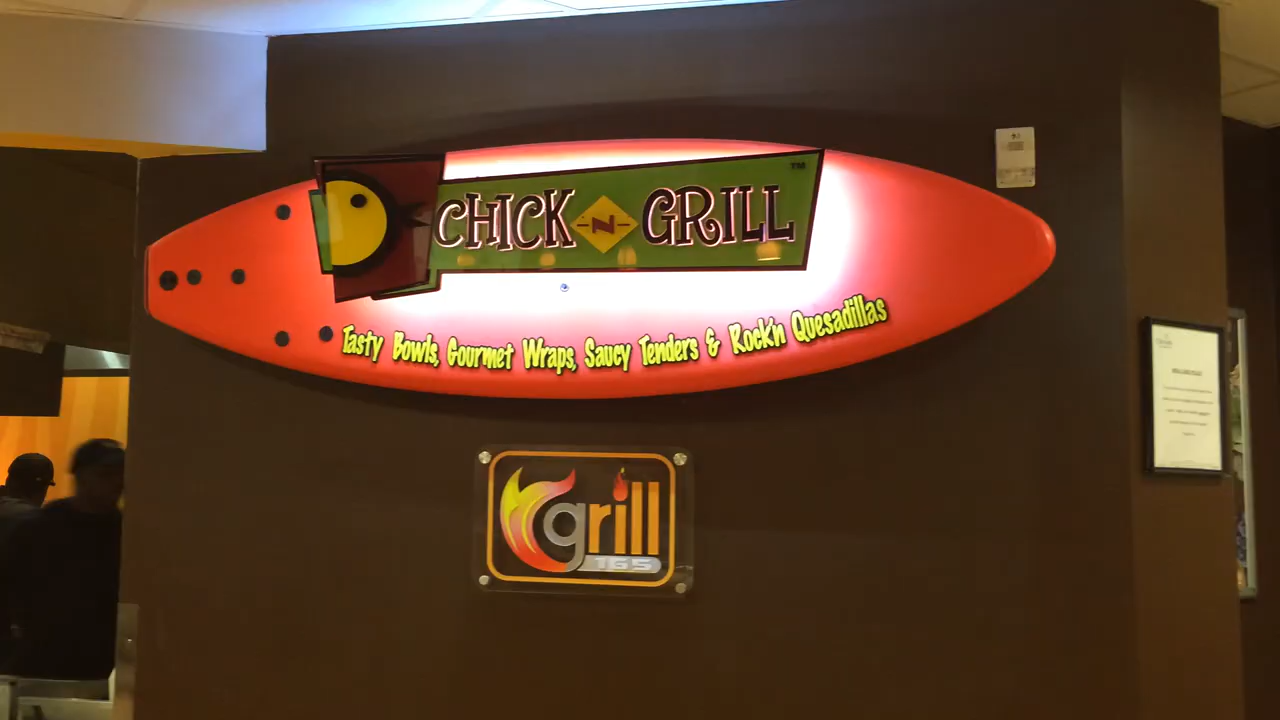 CHICK -N- GRILL ™
Tasty Bowls, Gourmet Wraps, Saucy Tenders & Rock'n Quesadillas
grill
165